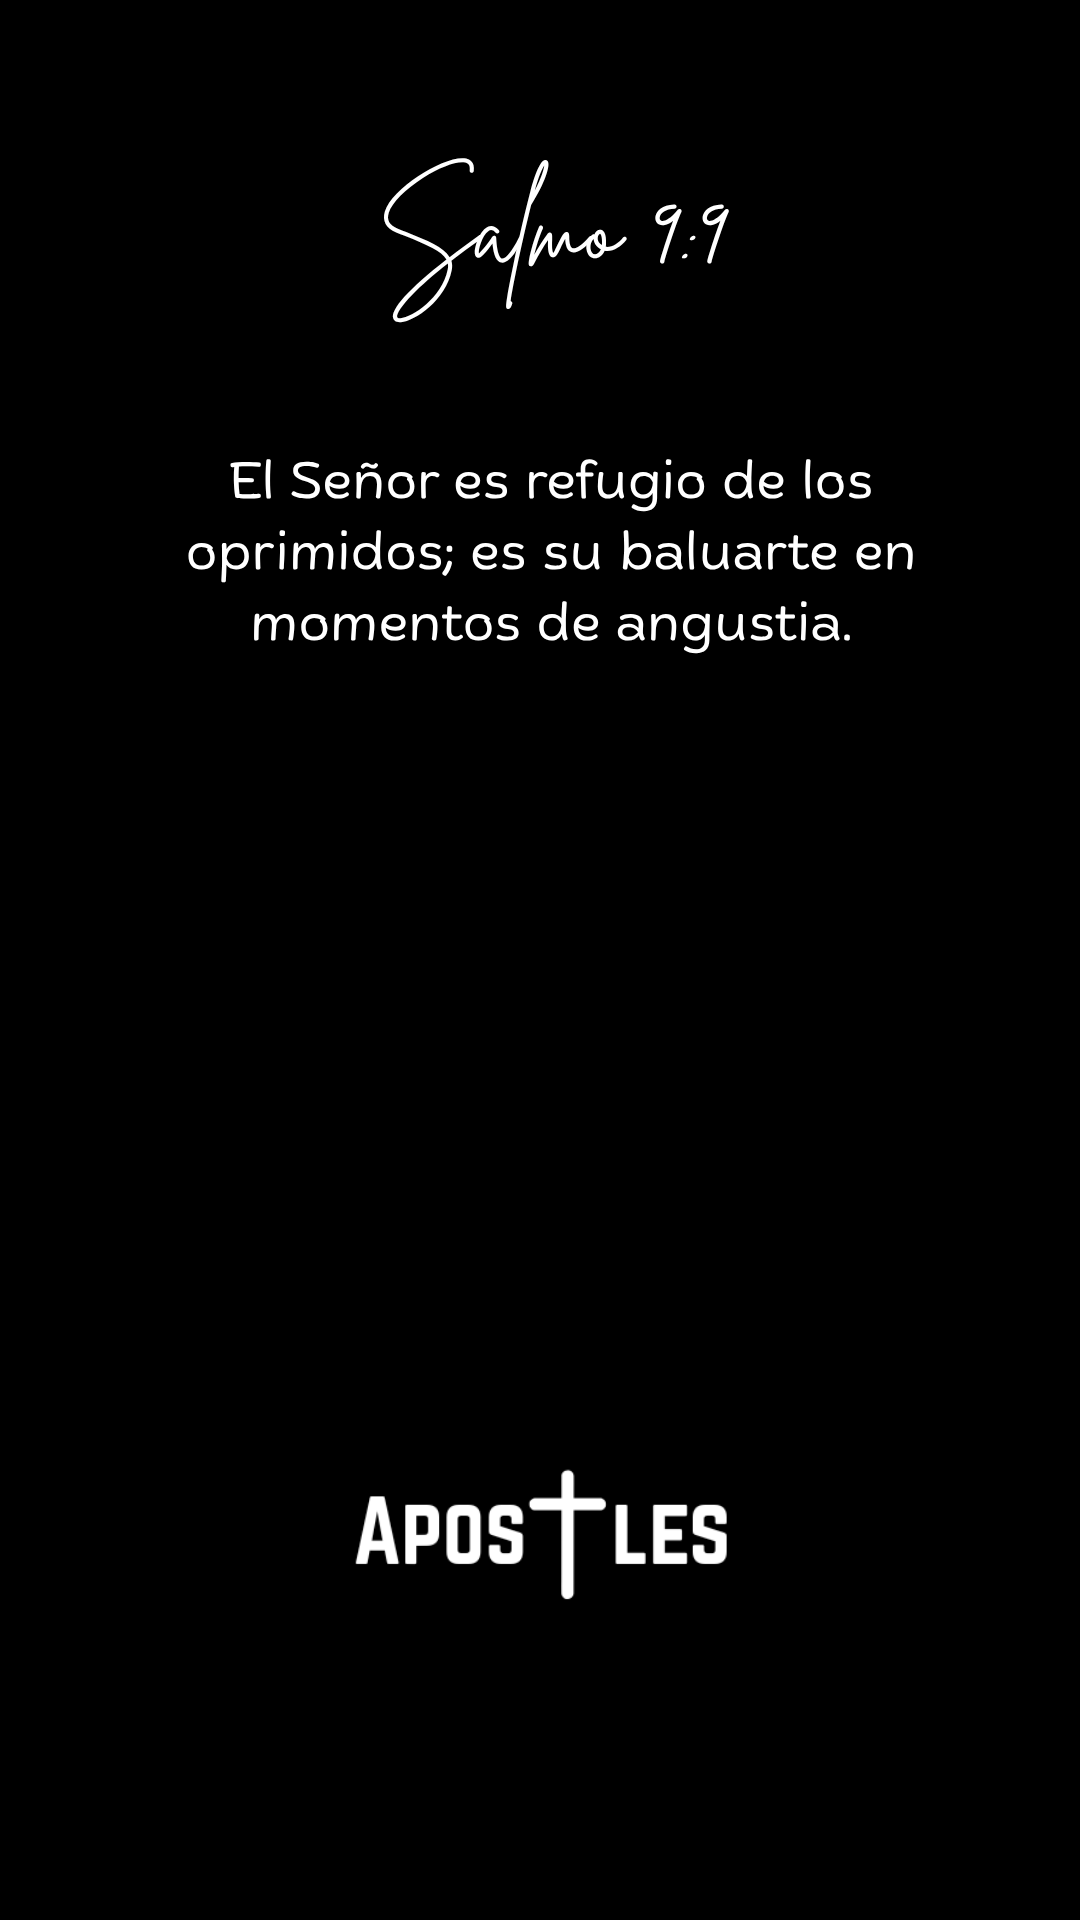 Salmo 9:9
El Señor es refugio de los
oprimidos; es su baluarte en
momentos de angustia.
APOSTLES